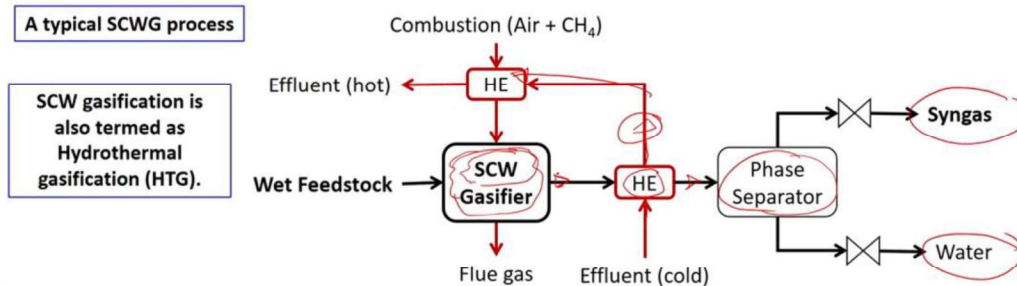 A typical SCWG process
SCW gasification is
also termed as
Hydrothermal
gasification (HTG).
Combustion (Air + CH₄)
Effluent (hot)
HE
Wet Feedstock
SCW
Gasifier
HE
Phase
Separator
Syngas
Water
Flue gas
Effluent (cold)